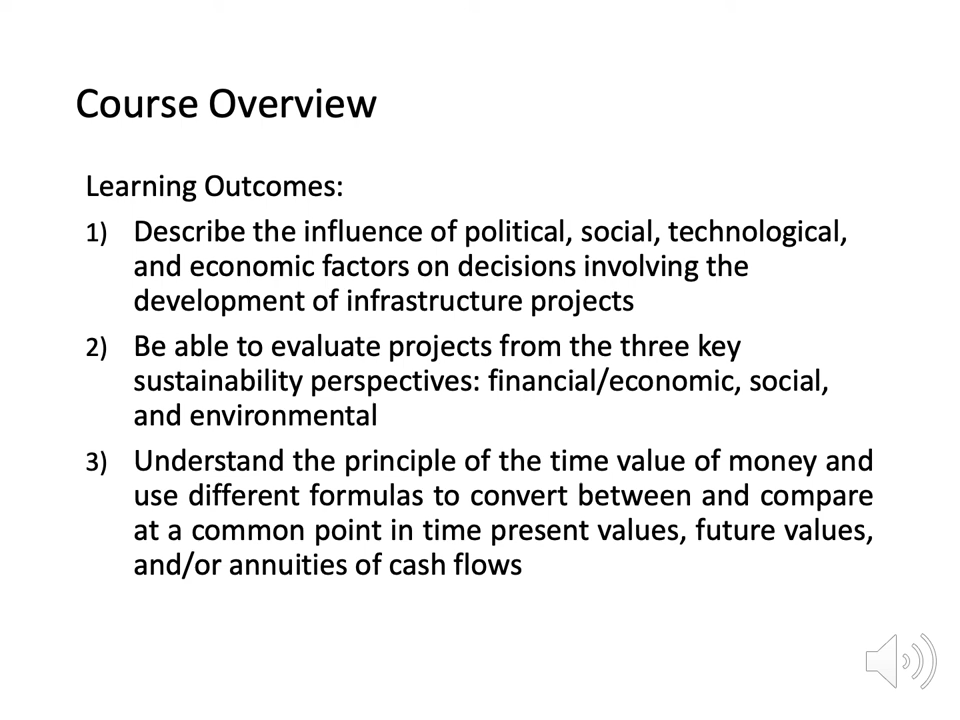 Course Overview
Learning Outcomes:
1) Describe the influence of political, social, technological,
and economic factors on decisions involving the
development of infrastructure projects
2) Be able to evaluate projects from the three key
sustainability perspectives: financial/economic, social,
and environmental
3) Understand the principle of the time value of money and
use different formulas to convert between and compare
at a common point in time present values, future values,
and/or annuities of cash flows